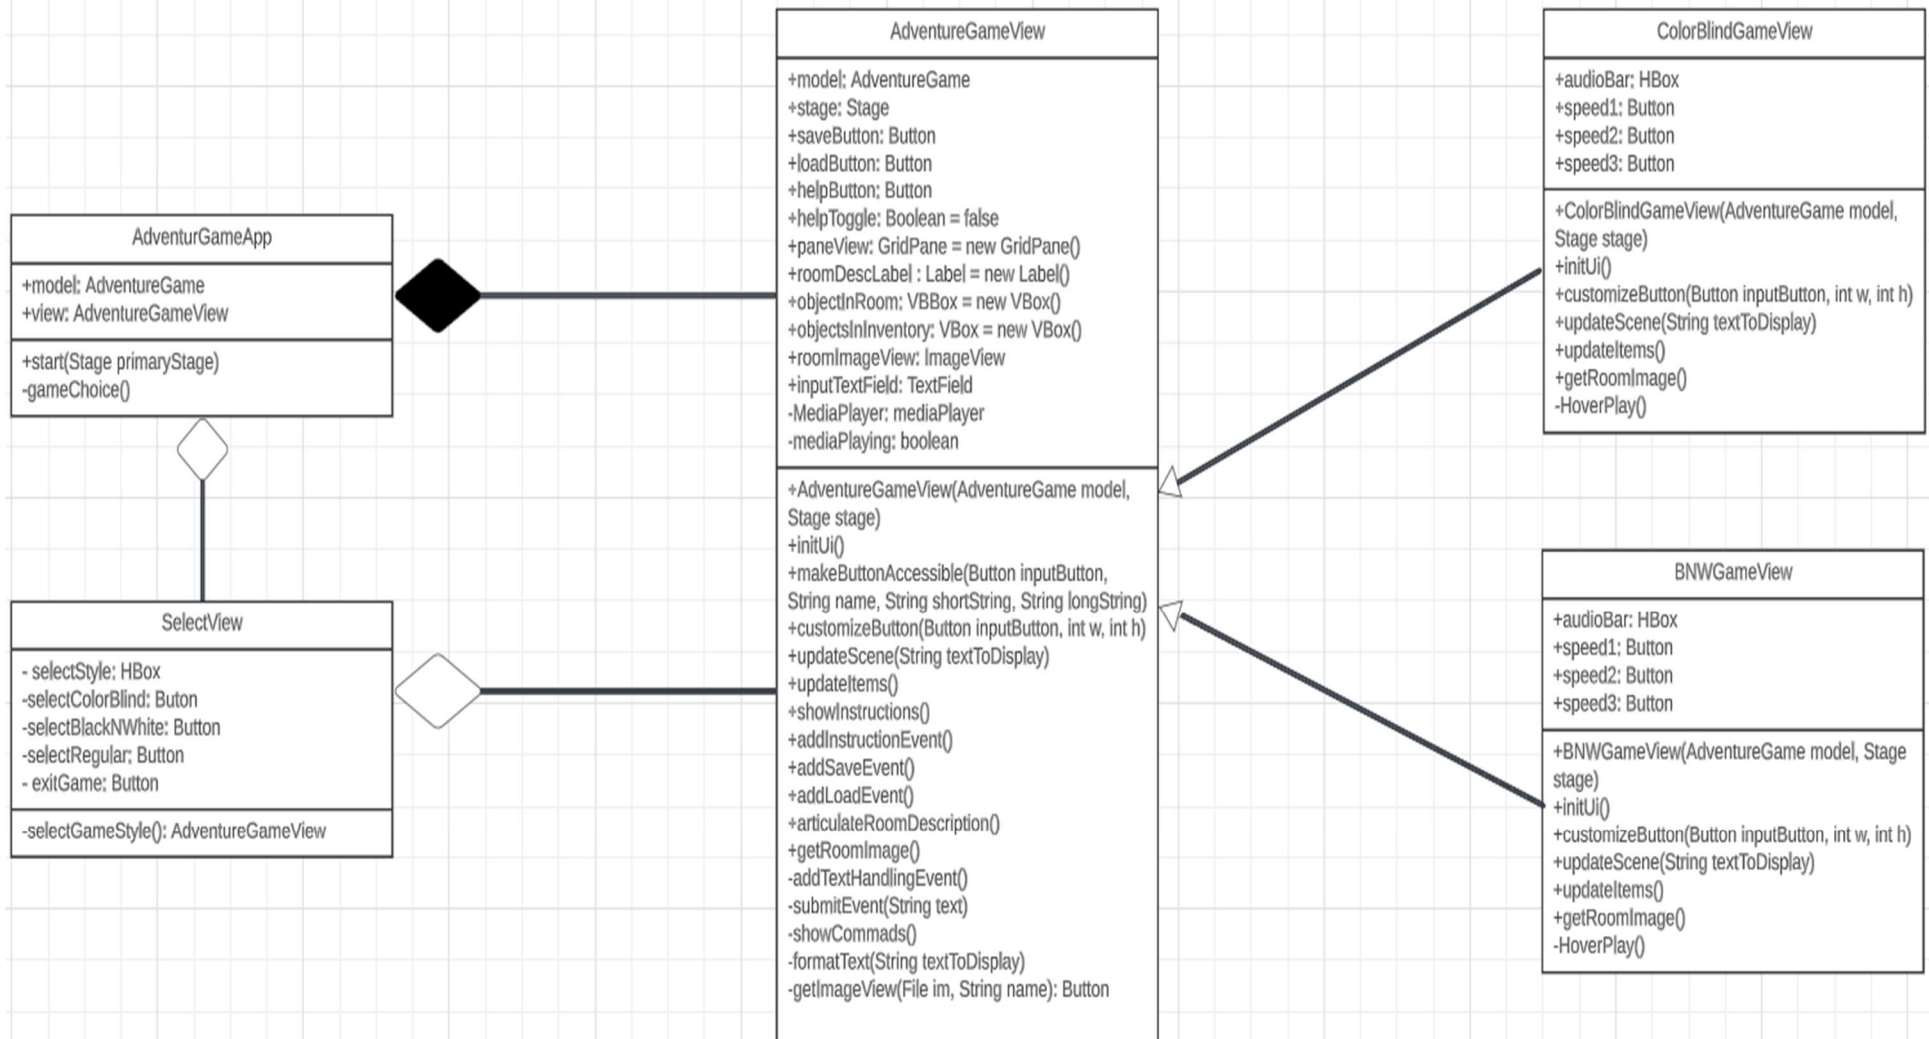 AdventurGameApp
+model: AdventureGame
+view: AdventureGameView
+start(Stage primaryStage)
-gameChoice()
SelectView
- selectStyle: HBox
-selectColorBlind: Buton
-selectBlackNWhite: Button
-selectRegular: Button
- exitGame: Button
-selectGameStyle(): AdventureGameView
AdventureGameView
+model: AdventureGame
+stage: Stage
+saveButton: Button
+loadButton: Button
+helpButton: Button
+helpToggle: Boolean = false
+paneView: GridPane = new GridPane()
+roomDescLabel : Label = new Label()
+objectInRoom: VBBox = new VBox()
+objectsInInventory: VBox = new VBox()
+roomImageView: ImageView
+inputTextField: TextField
-MediaPlayer: mediaPlayer
-mediaPlaying: boolean
+AdventureGameView(AdventureGame model,
Stage stage)
+initUi()
+makeButtonAccessible(Button inputButton,
String name, String shortString, String longString)
+customizeButton(Button inputButton, int w, int h)
+updateScene(String textToDisplay)
+updateItems()
+showInstructions()
+addInstructionEvent()
+addSaveEvent()
+addLoadEvent()
+articulateRoomDescription()
+getRoomImage()
-addTextHandlingEvent()
-submitEvent(String text)
-showCommads()
-formatText(String textToDisplay)
-getImageView(File im, String name): Button
ColorBlindGameView
+audioBar: HBox
+speed1: Button
+speed2: Button
+speed3: Button
+ColorBlindGameView(AdventureGame model,
Stage stage)
+initUi()
+customizeButton(Button inputButton, int w, int h)
+updateScene(String textToDisplay)
+updateItems()
+getRoomImage()
-HoverPlay()
BNWGameView
+audioBar: HBox
+speed1: Button
+speed2: Button
+speed3: Button
+BNWGameView(AdventureGame model, Stage
stage)
+initUi()
+customizeButton(Button inputButton, int w, int h)
+updateScene(String textToDisplay)
+updateItems()
+getRoomImage()
-HoverPlay()